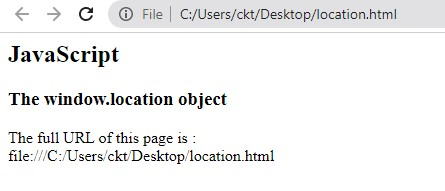 File | C:/Users/ckt/Desktop/location.html
JavaScript
The window.location object
The full URL of this page is :
file:///C:/Users/ckt/Desktop/location.html